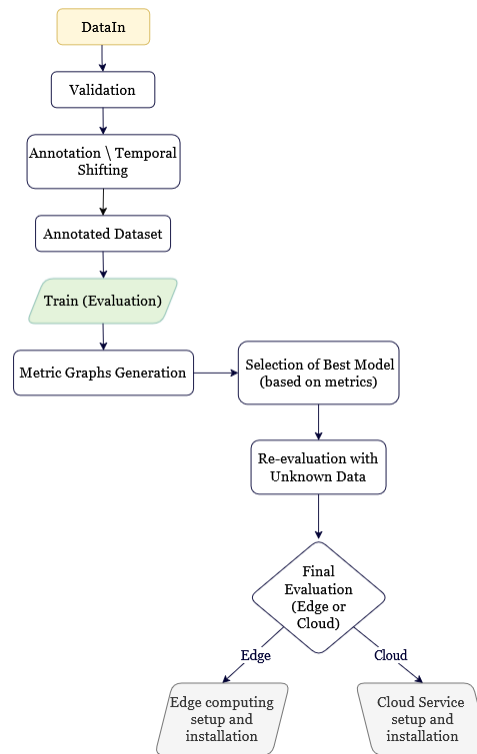 DataIn
Validation
Annotation \ Temporal
Shifting
Annotated Dataset
Train (Evaluation)
Metric Graphs Generation
Selection of Best Model
(based on metrics)
Re-evaluation with
Unknown Data
Final
Evaluation
(Edge or
Cloud)
Edge
Cloud
Edge computing
setup and
installation
Cloud Service
setup and
installation